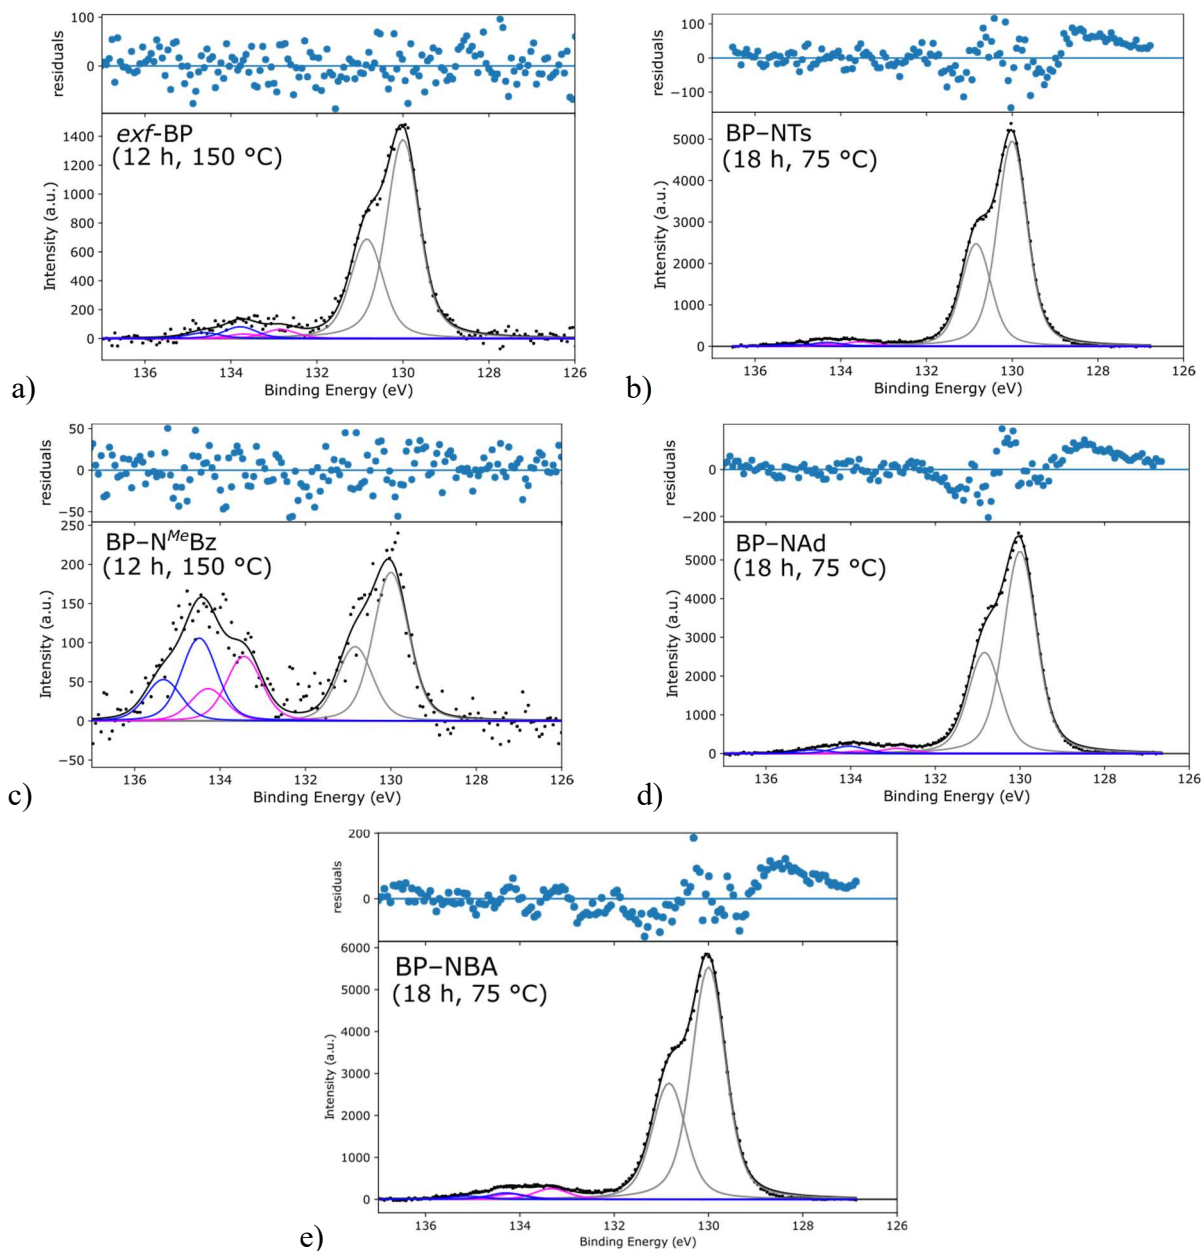 100
0
residuals
exf-BP
(12 h, 150 °C)
1400
1200
1000
800
600
400
200
0
Intensity (a.u.)
136 134 132 130 128 126
Binding Energy (eV)
a)
100
0
−100
residuals
BP–NTs
(18 h, 75 °C)
5000
4000
3000
2000
1000
0
Intensity (a.u.)
136 134 132 130 128 126
Binding Energy (eV)
b)
50
0
−50
residuals
BP–NMeBz
(12 h, 150 °C)
250
200
150
100
50
0
−50
Intensity (a.u.)
136 134 132 130 128 126
Binding Energy (eV)
c)
0
−200
residuals
BP–NAd
(18 h, 75 °C)
5000
4000
3000
2000
1000
0
Intensity (a.u.)
136 134 132 130 128 126
Binding Energy (eV)
d)
200
0
residuals
BP–NBA
(18 h, 75 °C)
6000
5000
4000
3000
2000
1000
0
Intensity (a.u.)
136 134 132 130 128 126
Binding Energy (eV)
e)